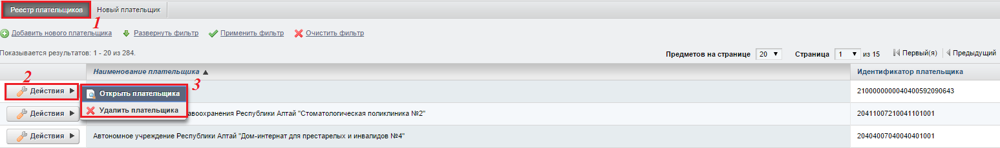 Реестр плательщиков Новый плательщик
1
Добавить нового плательщика Развернуть фильтр Применить фильтр Очистить фильтр
Показывается результатов: 1 - 20 из 284.
Предметов на странице 20 Страница 1 из 15 Первый(я) Предыдущий
2 Наименование плательщика Идентификатор плательщика
3
Действия Открыть плательщика 2100000000040400592090643
Удалить плательщика
Действия авоохранения Республики Алтай "Стоматологическая поликлиника №2" 20411007210041101001
Действия Автономное учреждение Республики Алтай "Дом-интернат для престарелых и инвалидов №4" 20404007040040401001